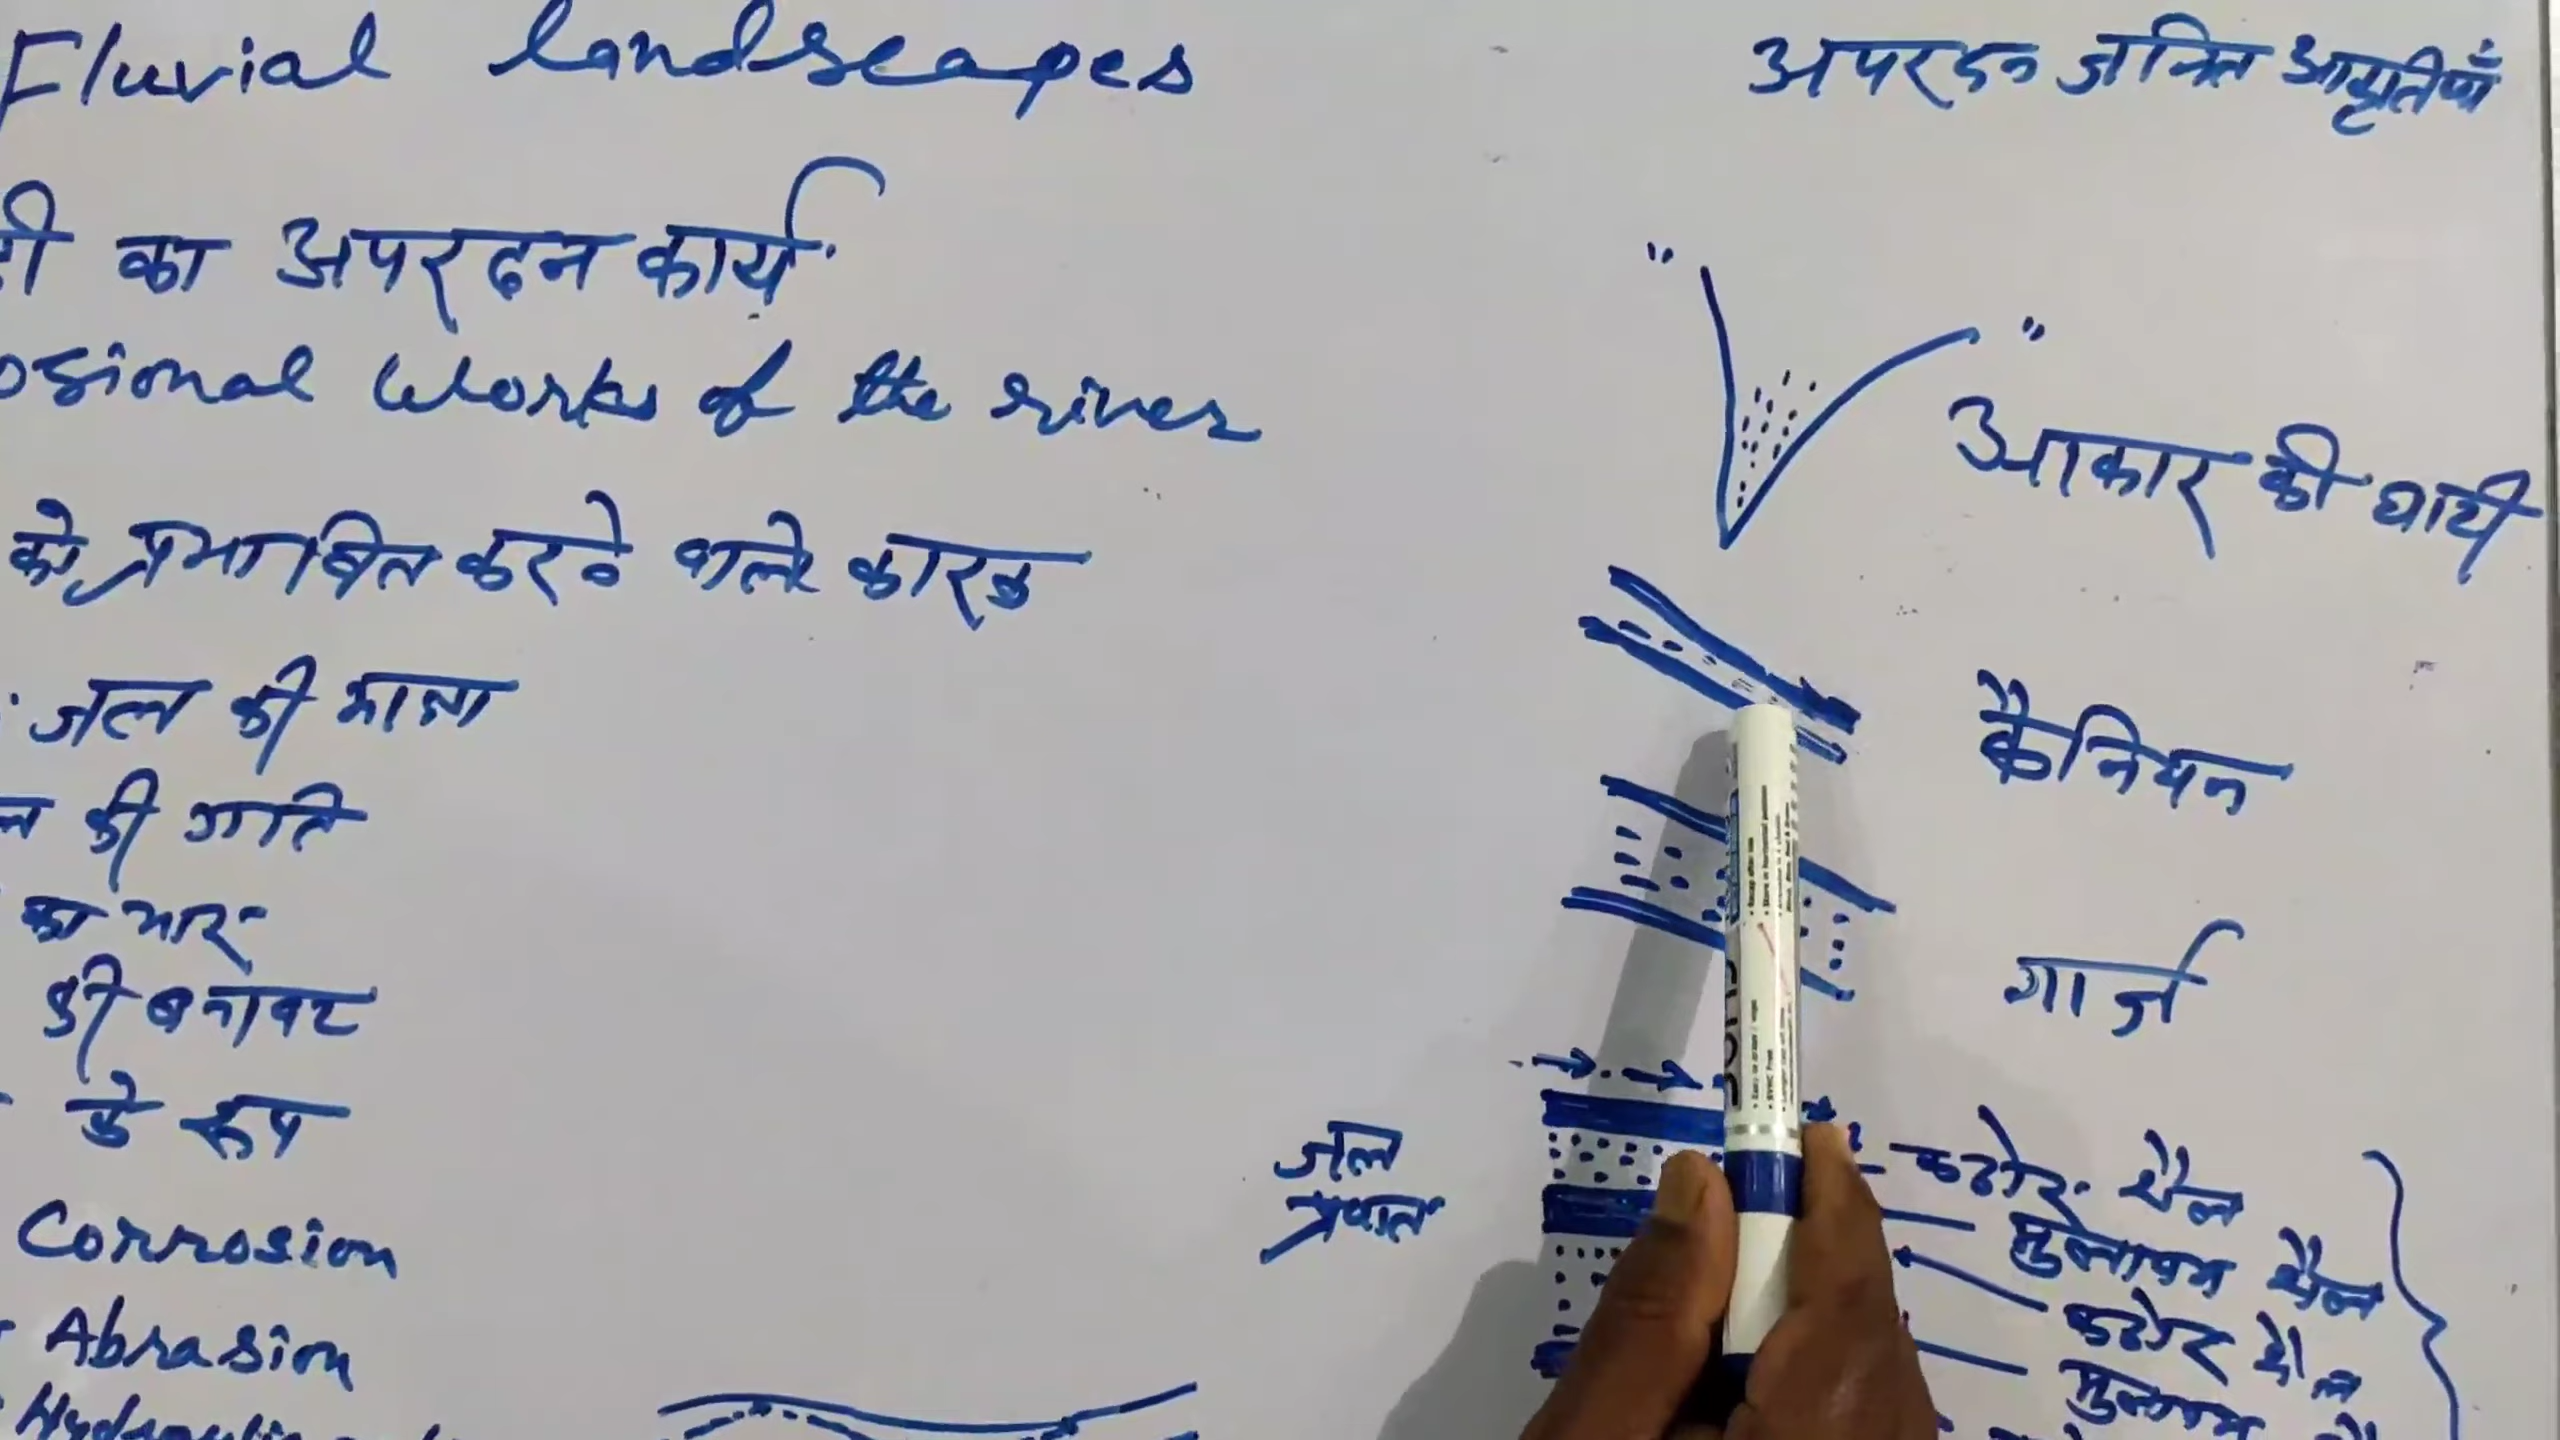 Fluvial landscapes
का अपरदन कार्य
Works of the river
को प्रभावित करने वाले कारक
जल की मात्रा
की गति
का भार
की बनावट
के रूप
Corrosion
Abrasion
अपरदन जनित आकृतियाँ
" V "
आकार की घाटी
कैनियन
गार्ज
जल
प्रपात
कठोर शैल
मुलायम शैल
कठोर शैल
मुलायम